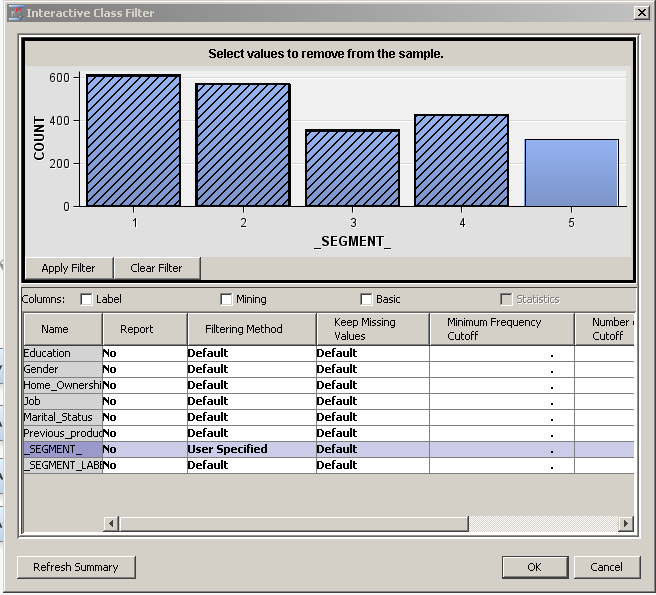 Interactive Class Filter
Select values to remove from the sample.
COUNT
600
400
200
0
1 2 3 4 5
_SEGMENT_
Apply Filter Clear Filter
Columns: Label Mining Basic Statistics
Name Report Filtering Method Keep Missing Values Minimum Frequency Cutoff Number Cutoff
Education No Default Default .
Gender No Default Default .
Home_Ownershi No Default Default .
Job No Default Default .
Marital_Status No Default Default .
Previous_produc No Default Default .
_SEGMENT_ No User Specified Default .
_SEGMENT_LABE No Default Default .
Refresh Summary OK Cancel